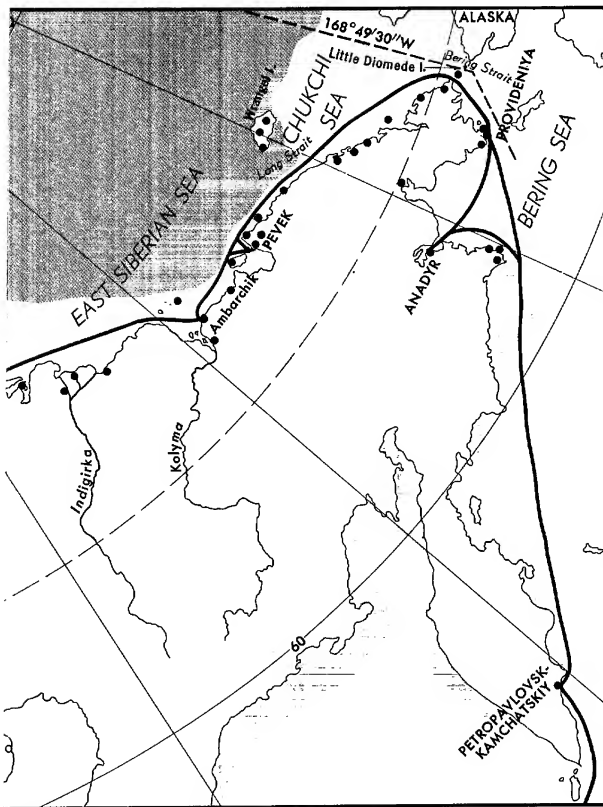 ALASKA
168°49'30"W
Bering Strait
Little Diomede I.
PROVIDENIYA
Wrangel I.
CHUKCHI
SEA
Long Strait
BERING SEA
EAST SIBERIAN SEA
PEVEK
ANADYR
Ambarchik
Indigirka
Kolyma
60
PETROPAVLOVSK-
KAMCHATSKIY